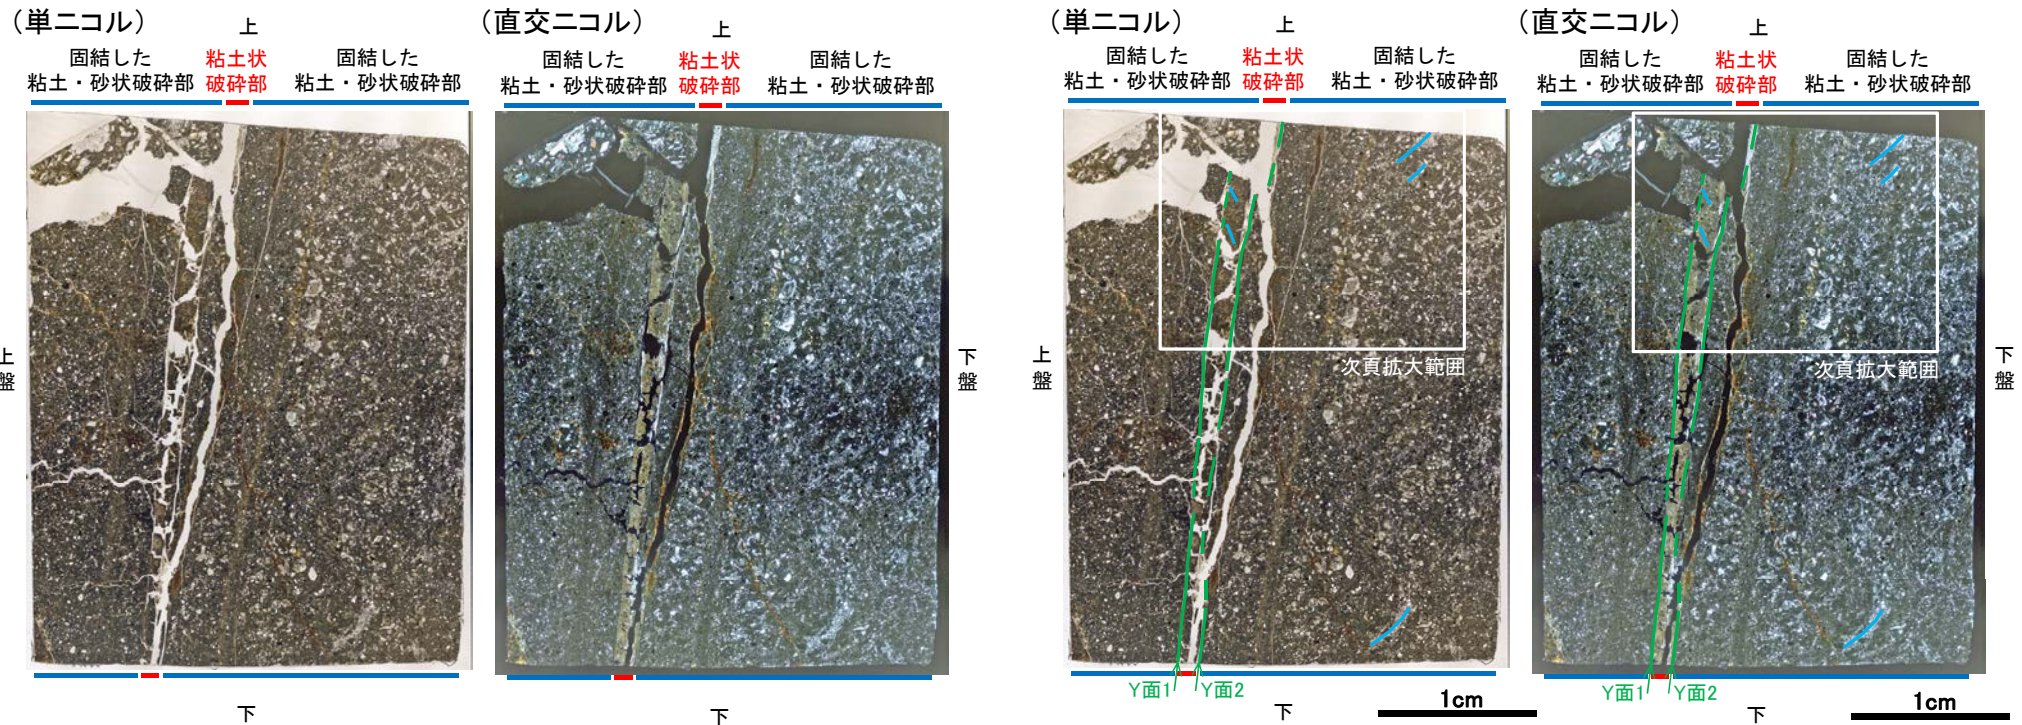 （単ニコル）
上
固結した
粘土・砂状破砕部
粘土状
破砕部
固結した
粘土・砂状破砕部
上
盤
下
（直交ニコル）
上
固結した
粘土・砂状破砕部
粘土状
破砕部
固結した
粘土・砂状破砕部
下
盤
下
（単ニコル）
上
固結した
粘土・砂状破砕部
粘土状
破砕部
固結した
粘土・砂状破砕部
上
盤
次頁拡大範囲
Y面1
Y面2
下
1cm
（直交ニコル）
上
固結した
粘土・砂状破砕部
粘土状
破砕部
固結した
粘土・砂状破砕部
次頁拡大範囲
下
盤
Y面1
Y面2
下
1cm